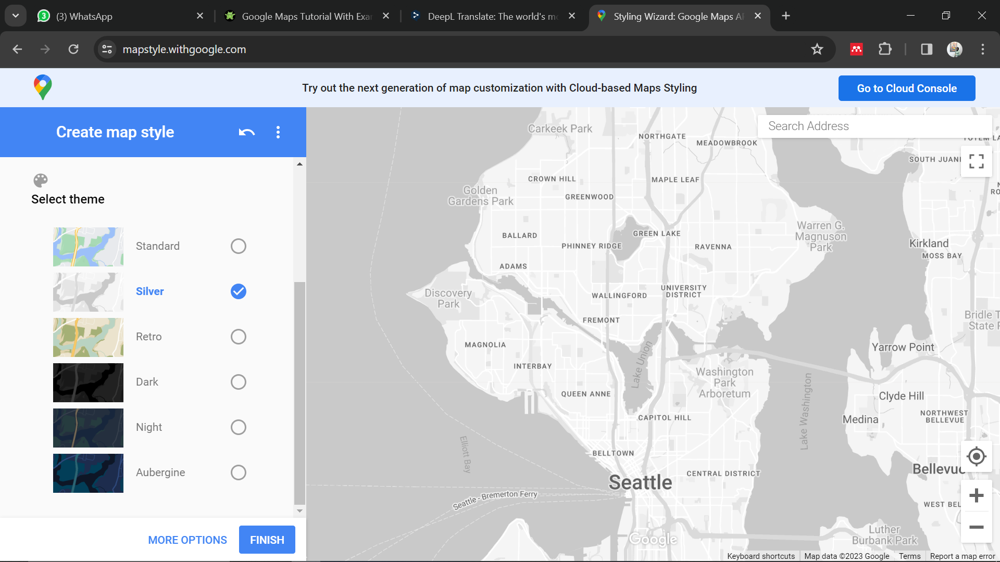 (3) WhatsApp
Google Maps Tutorial With Exa
DeepL Translate: The world's m
Styling Wizard: Google Maps A
mapstyle.withgoogle.com
Try out the next generation of map customization with Cloud-based Maps Styling
Go to Cloud Console
Create map style
Select theme
Standard
Silver
Retro
Dark
Night
Aubergine
MORE OPTIONS
FINISH
Search Address
Carkeek Park
NORTHGATE
MEADOWBROOK
TOTEM LA
SOUTH JUANI
CROWN HILL
MAPLE LEAF
Golden
Gardens Park
GREENWOOD
RO
BALLARD
PHINNEY RIDGE
GREEN LAKE
RAVENNA
Warren G.
Magnuson
Park
Kirkland
MOSS BAY
ADAMS
Discovery
Park
WALLINGFORD
UNIVERSITY
DISTRICT
FREMONT
Bridle T
State P
MAGNOLIA
INTERBAY
Lake Union
Yarrow Point
Washington
Park
Arboretum
QUEEN ANNE
Lake Washington
Clyde Hill
CAPITOL HILL
Medina
NORTHWEST
BELLEVUE
Elliott Bay
BELLTOWN
Seattle
CENTRAL DISTRICT
Bellevue
Seattle - Bremerton Ferry
WEST BEL
Luther
Burbank Park
Google
Keyboard shortcuts
Map data ©2023 Google
Terms
Report a map error